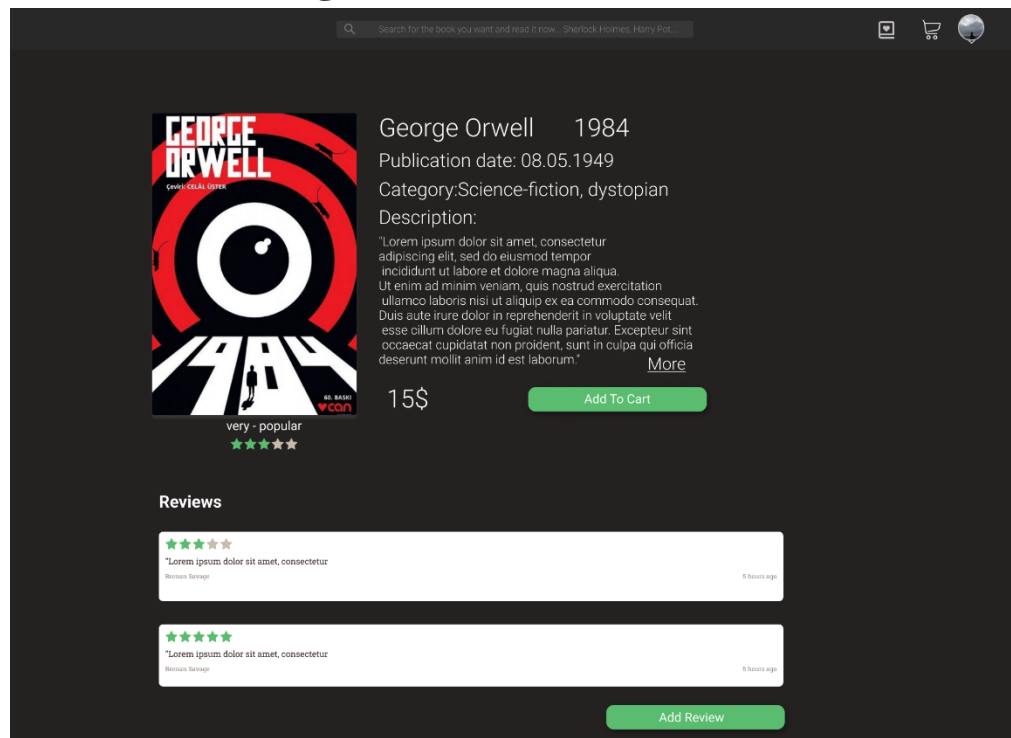 Search for the book you want and read it now... Sherlock Holmes, Harry Pot...
GEORGE
ORWELL
Çeviri: CELÂL ÜSTER
1984
60. BASKI
can
very - popular
George Orwell 1984
Publication date: 08.05.1949
Category:Science-fiction, dystopian
Description:
"Lorem ipsum dolor sit amet, consectetur
adipiscing elit, sed do eiusmod tempor
incididunt ut labore et dolore magna aliqua.
Ut enim ad minim veniam, quis nostrud exercitation
ullamco laboris nisi ut aliquip ex ea commodo consequat.
Duis aute irure dolor in reprehenderit in voluptate velit
esse cillum dolore eu fugiat nulla pariatur. Excepteur sint
occaecat cupidatat non proident, sunt in culpa qui officia
deserunt mollit anim id est laborum."
More
15$
Add To Cart
Reviews
"Lorem ipsum dolor sit amet, consectetur
Brenan Savage
5 hours ago
"Lorem ipsum dolor sit amet, consectetur
Brenan Savage
5 hours ago
Add Review